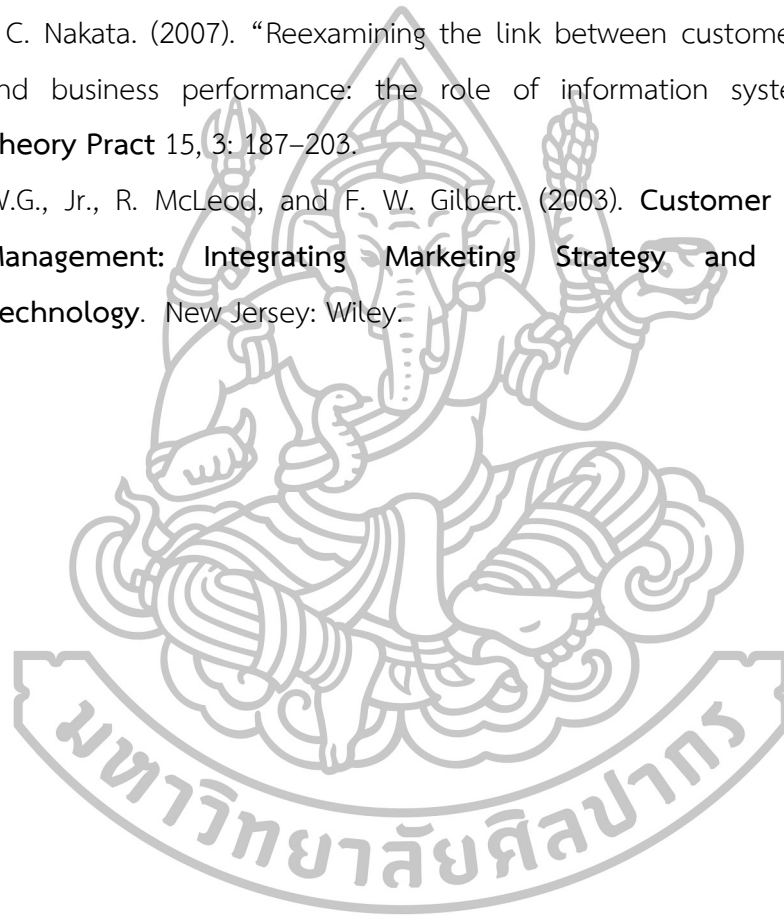 C. Nakata. (2007). “Reexamining the link between custome
nd business performance: the role of information syste
heory Pract 15, 3: 187–203.
V.G., Jr., R. McLeod, and F. W. Gilbert. (2003). Customer
Management: Integrating Marketing Strategy and
echnology. New Jersey: Wiley.
มหาวิทยาลัยศิลปากร